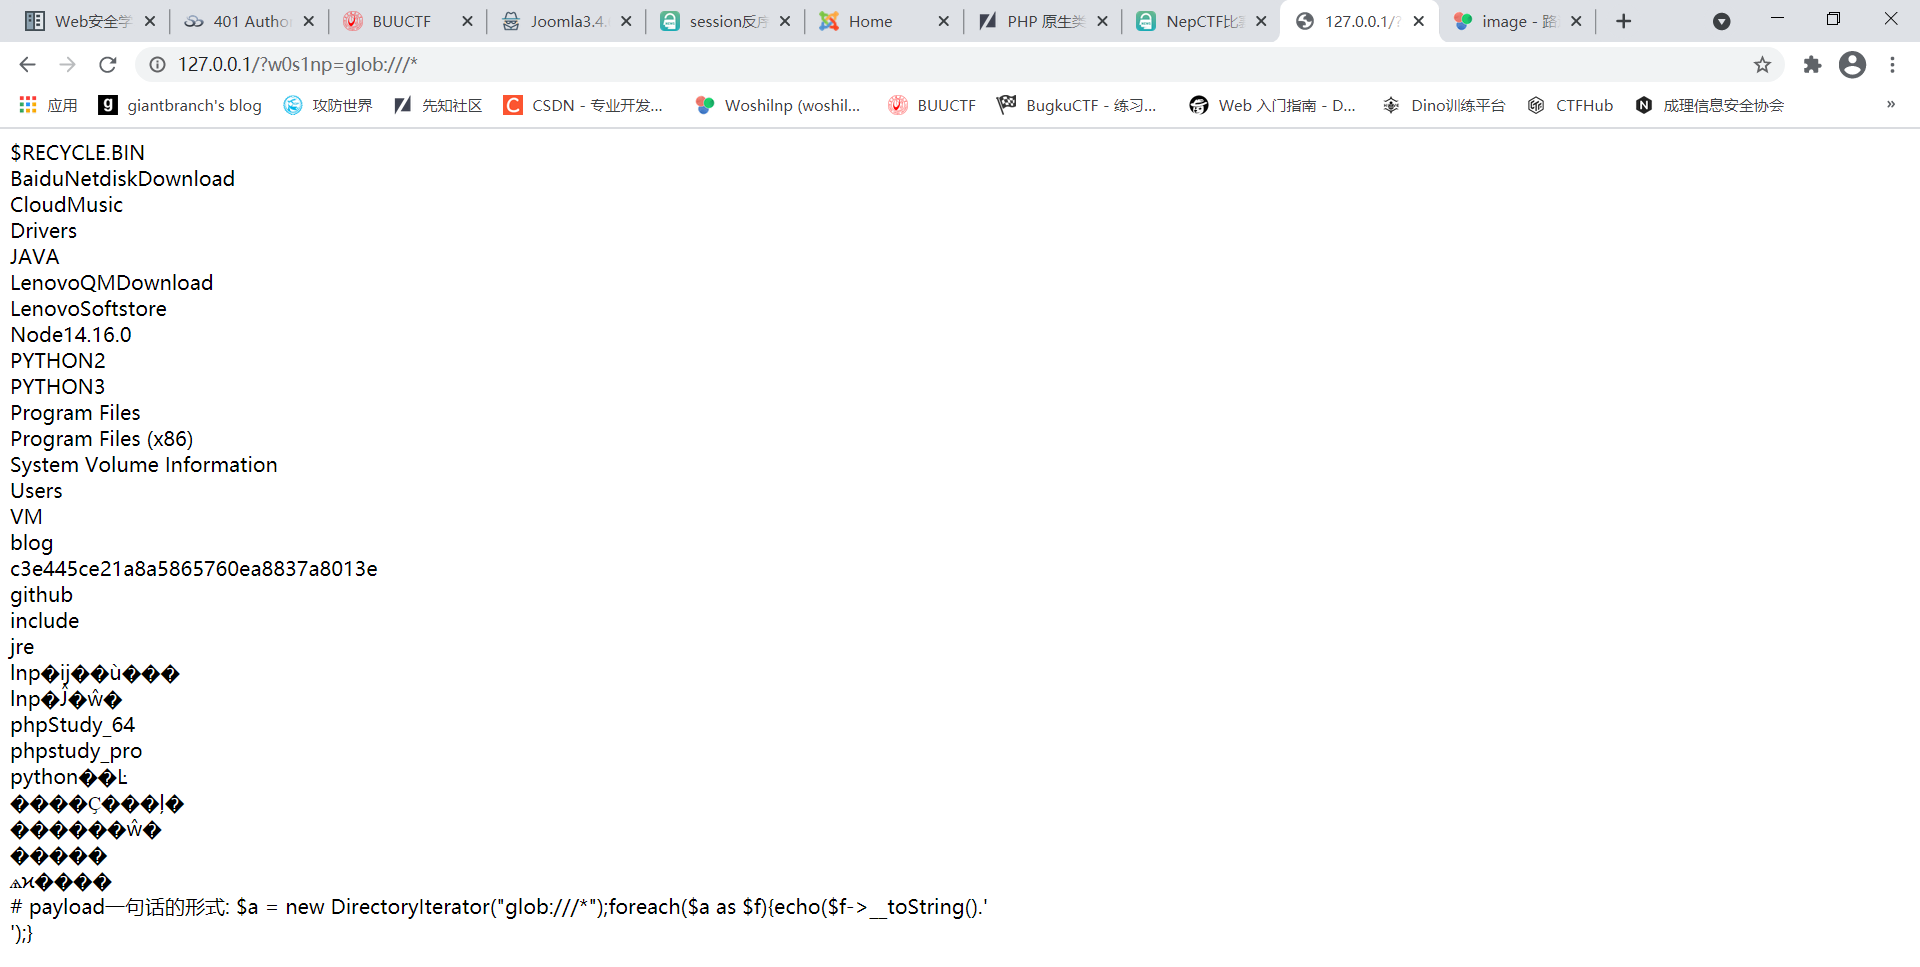 Web安全学
401 Autho
BUUCTF
Joomla3.4.
session反序
Home
PHP 原生类
NepCTF比赛
127.0.0.1/?
image - 路
127.0.0.1/?w0s1np=glob:///*
应用
giantbranch's blog
攻防世界
先知社区
CSDN - 专业开发...
WoshiInp (woshil...
BUUCTF
BugkuCTF - 练习...
Web 入门指南 - D...
Dino训练平台
CTFHub
成理信息安全协会
»
$RECYCLE.BIN
BaiduNetdiskDownload
CloudMusic
Drivers
JAVA
LenovoQMDownload
LenovoSoftstore
Node14.16.0
PYTHON2
PYTHON3
Program Files
Program Files (x86)
System Volume Information
Users
VM
blog
c3e445ce21a8a5865760ea8837a8013e
github
include
jre
lnp�ĳ��ù���
lnp�Ĵ�ŵ�
phpStudy_64
phpstudy_pro
python��Ŀ
����Ç���ļ�
������ŵ�
�����
# payload一句话的形式: $a = new DirectoryIterator("glob:///*");foreach($a as $f){echo($f->__toString().'
');}